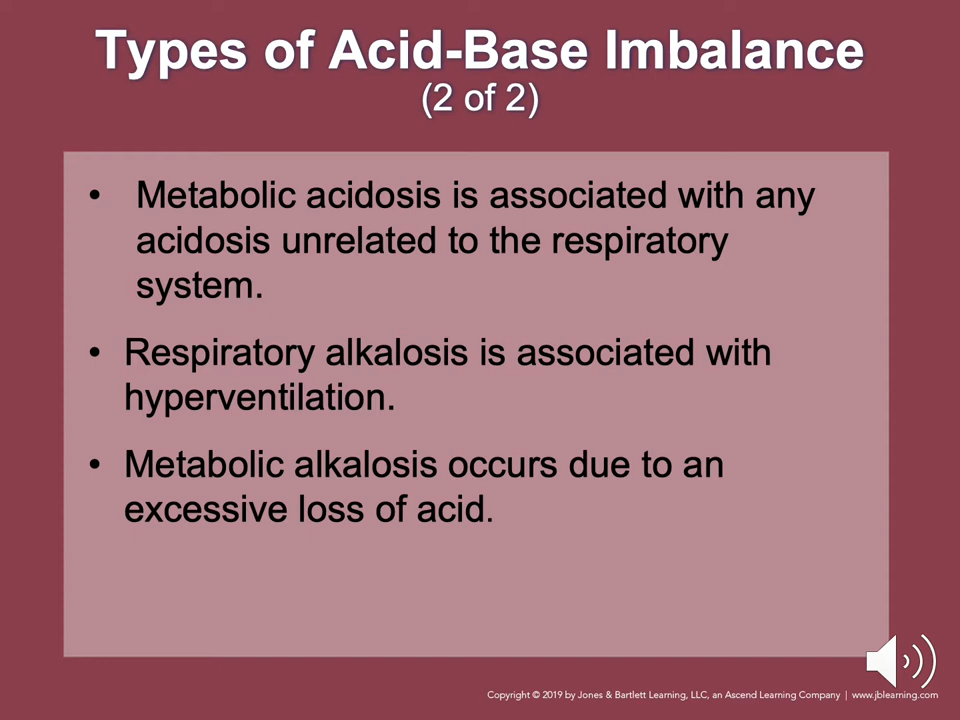 Types of Acid-Base Imbalance
(2 of 2)
• Metabolic acidosis is associated with any
acidosis unrelated to the respiratory
system.
• Respiratory alkalosis is associated with
hyperventilation.
• Metabolic alkalosis occurs due to an
excessive loss of acid.
Copyright © 2019 by Jones & Bartlett Learning, LLC, an Ascend Learning Company | www.jblearning.com